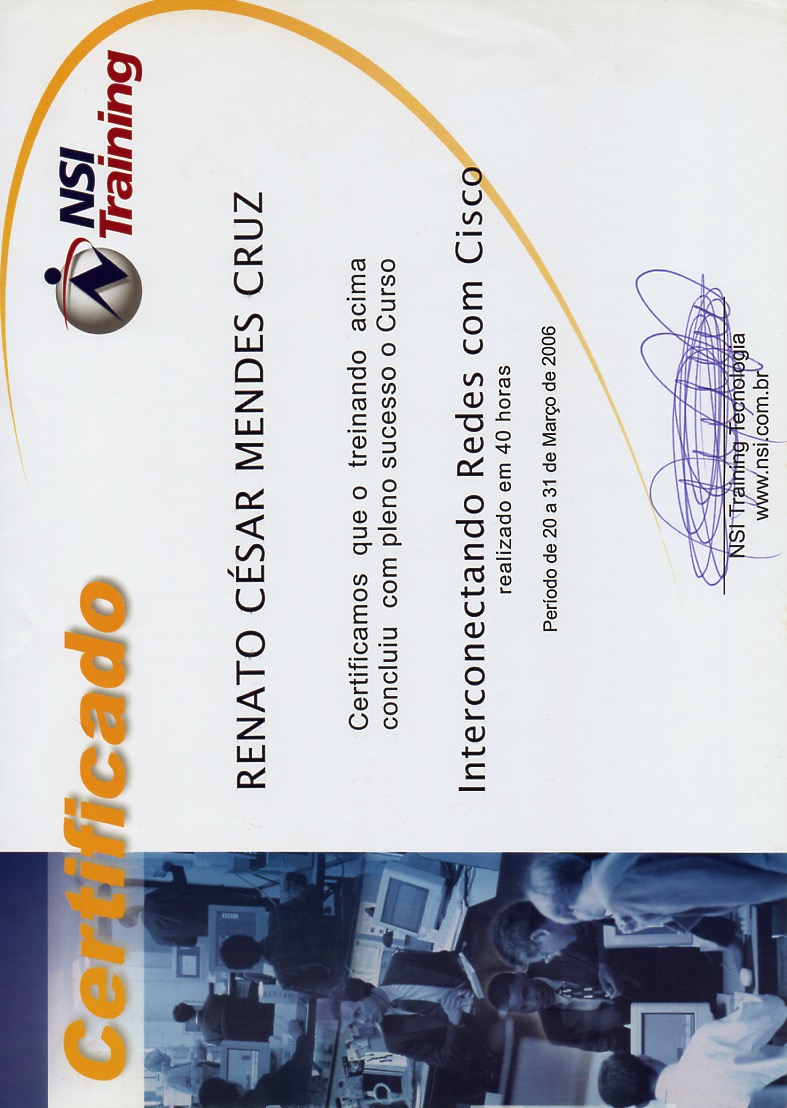 Certificado
NSI
Training
RENATO CÉSAR MENDES CRUZ
Certificamos que o treinando acima
concluiu com pleno sucesso o Curso
Interconectando Redes com Cisco
realizado em 40 horas
Período de 20 a 31 de Março de 2006
NSI Training Tecnologia
www.nsi.com.br